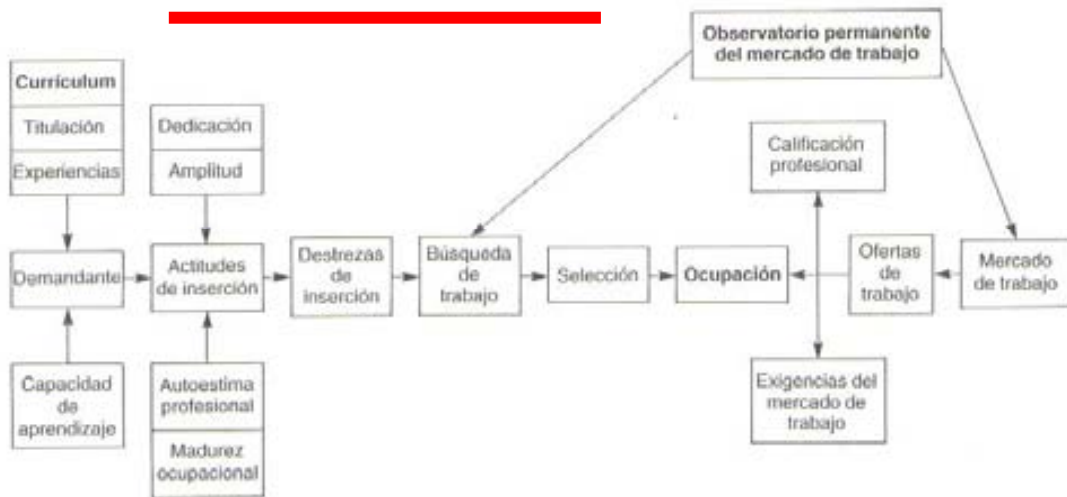 Observatorio permanente
del mercado de trabajo
Currículum
Titulación
Experiencias
Dedicación
Amplitud
Calificación
profesional
Demandante
Actitudes
de inserción
Destrezas
de
inserción
Búsqueda
de
trabajo
Selección
Ocupación
Ofertas
de
trabajo
Mercado
de trabajo
Capacidad
de
aprendizaje
Autoestima
profesional
Madurez
ocupacional
Exigencias del
mercado de
trabajo